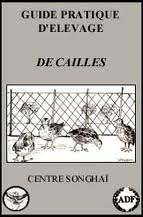 GUIDE PRATIQUE
D'ELEVAGE
DE CAILLES
CENTRE SONGHAÏ
ADF